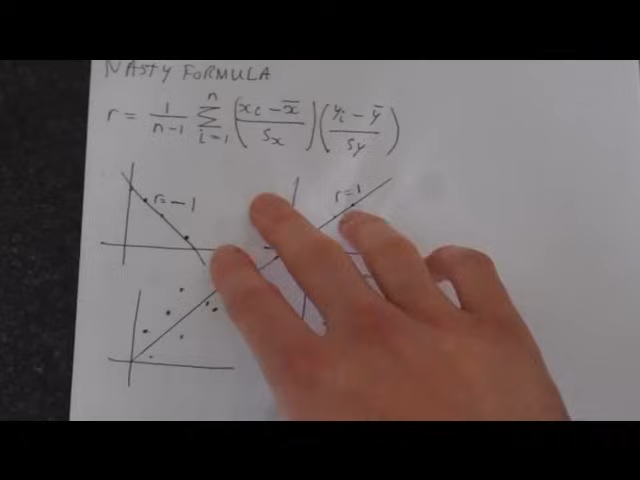 NASTY FORMULA
r = 1/(n-1) Σ_{i=1}^{n} ((x_i - x̄)/s_x) ((y_i - ȳ)/s_y)
r=-1 r=1